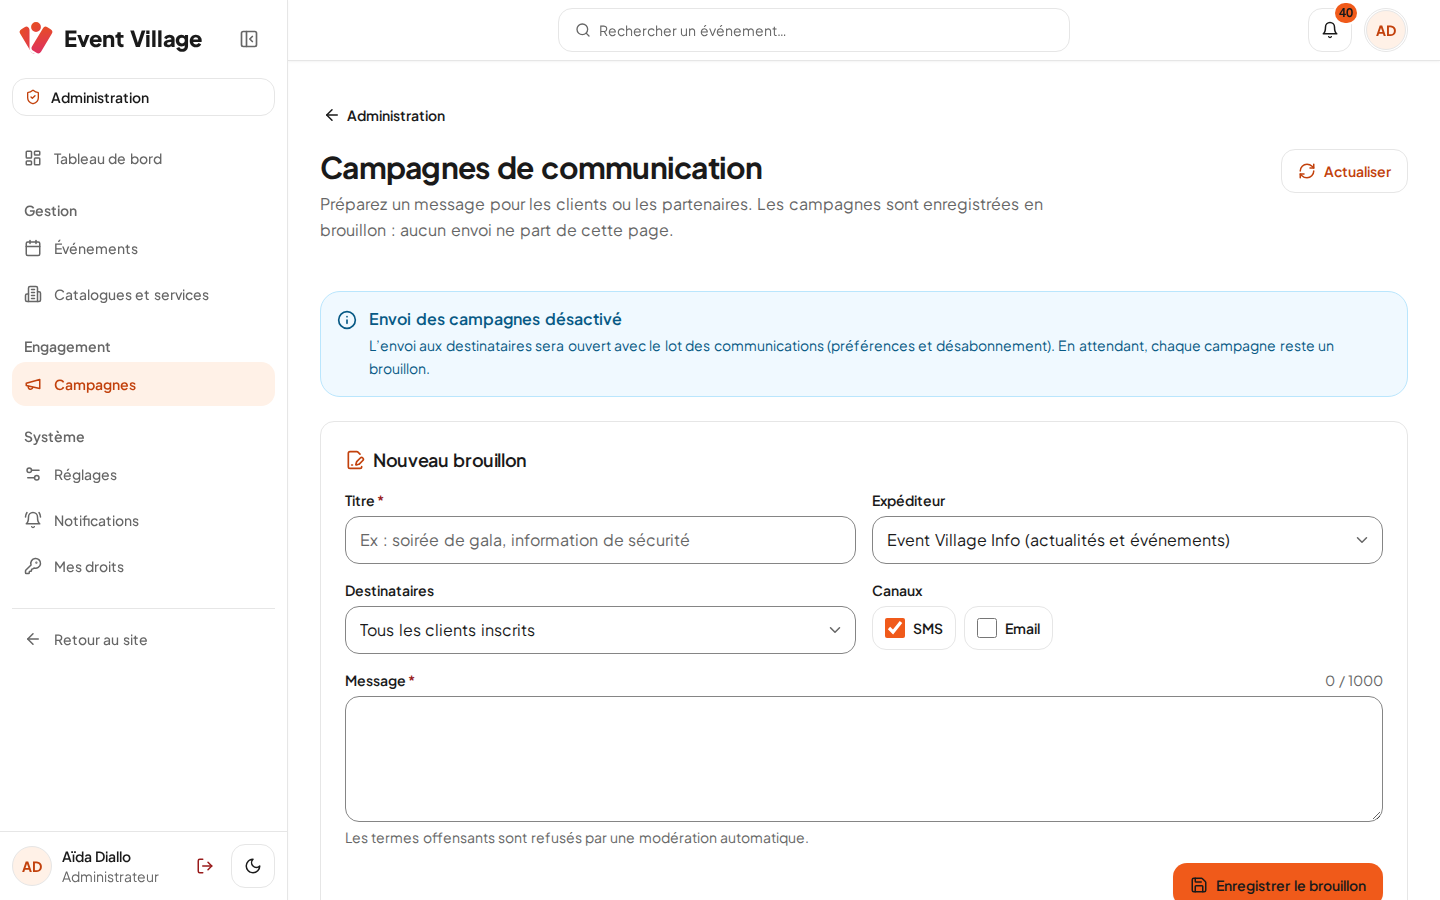 Event Village
Administration
Tableau de bord
Gestion
Événements
Catalogues et services
Engagement
Campagnes
Système
Réglages
Notifications
Mes droits
Retour au site
AD
Aïda Diallo
Administrateur
Rechercher un événement...
40
AD
Administration
Campagnes de communication
Préparez un message pour les clients ou les partenaires. Les campagnes sont enregistrées en
brouillon : aucun envoi ne part de cette page.
Actualiser
Envoi des campagnes désactivé
L'envoi aux destinataires sera ouvert avec le lot des communications (préférences et désabonnement). En attendant, chaque campagne reste un
brouillon.
Nouveau brouillon
Titre *
Ex : soirée de gala, information de sécurité
Expéditeur
Event Village Info (actualités et événements)
Destinataires
Tous les clients inscrits
Canaux
SMS
Email
Message *
0 / 1000
Les termes offensants sont refusés par une modération automatique.
Enregistrer le brouillon